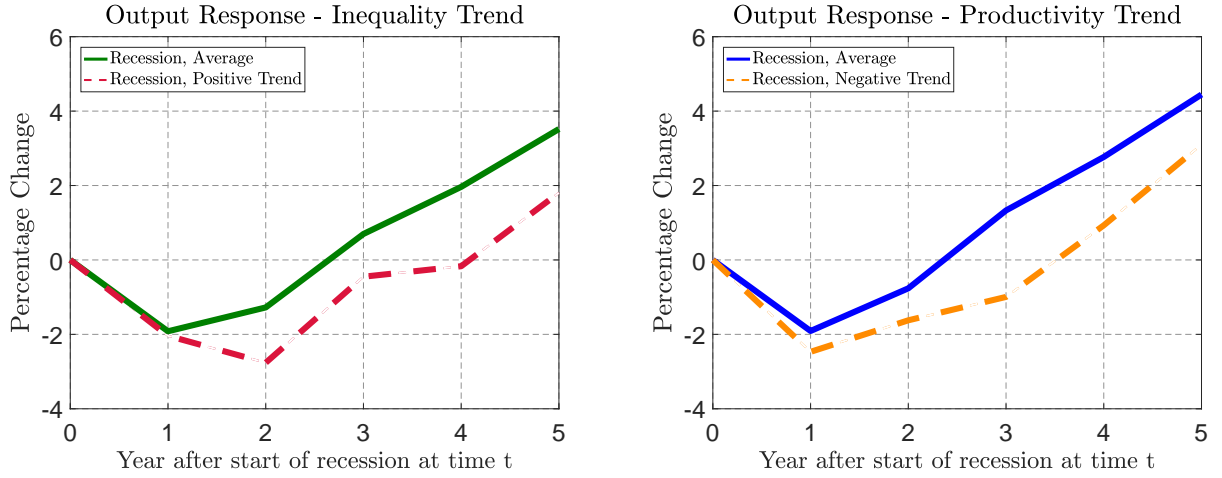 Output Response - Inequality Trend
6
4
2
0
-2
-4
Percentage Change
Recession, Average
Recession, Positive Trend
0 1 2 3 4 5
Year after start of recession at time t
Output Response - Productivity Trend
6
4
2
0
-2
-4
Percentage Change
Recession, Average
Recession, Negative Trend
0 1 2 3 4 5
Year after start of recession at time t